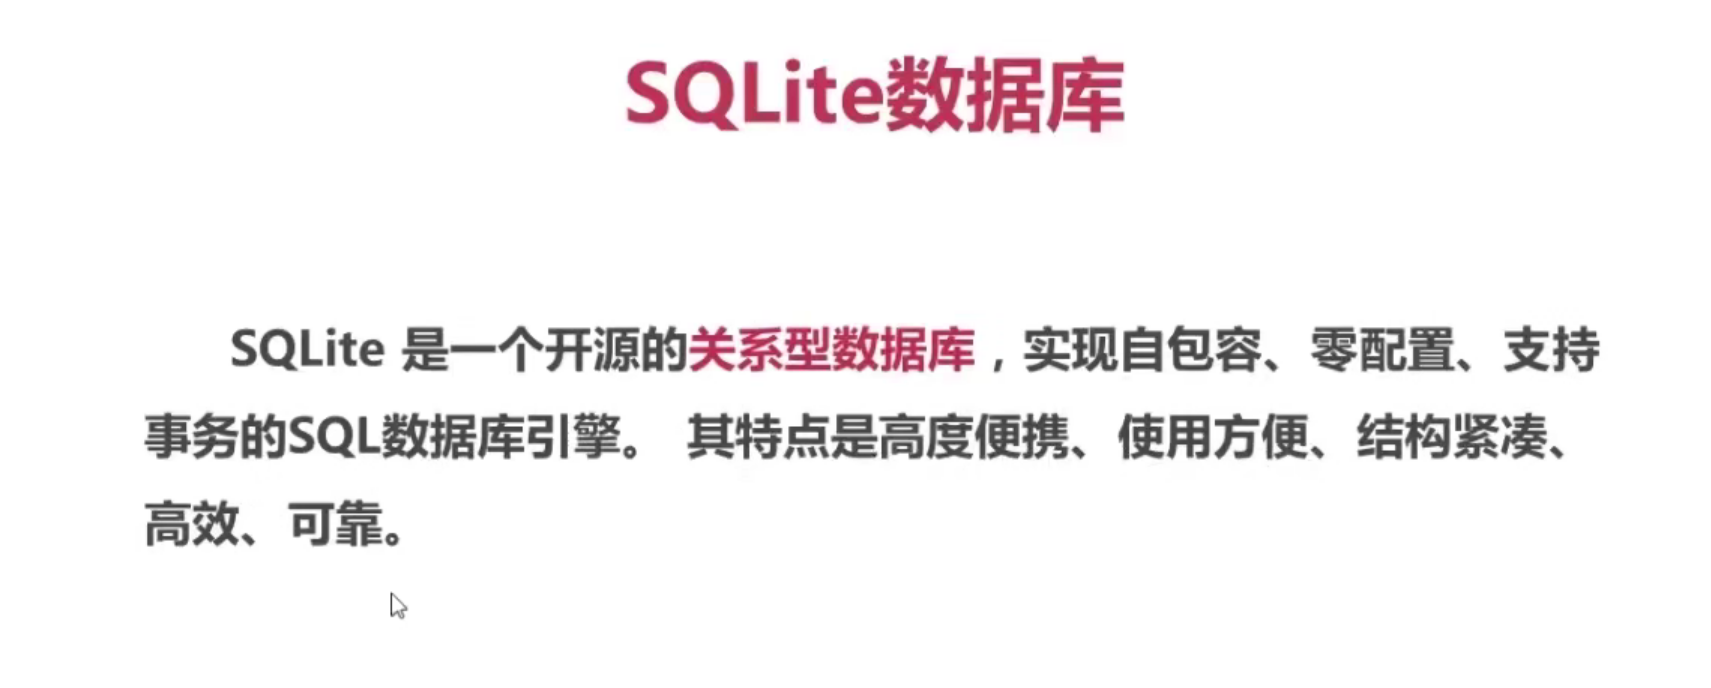 SQLite数据库
SQLite 是一个开源的关系型数据库，实现自包容、零配置、支持
事务的SQL数据库引擎。 其特点是高度便携、使用方便、结构紧凑、
高效、可靠。